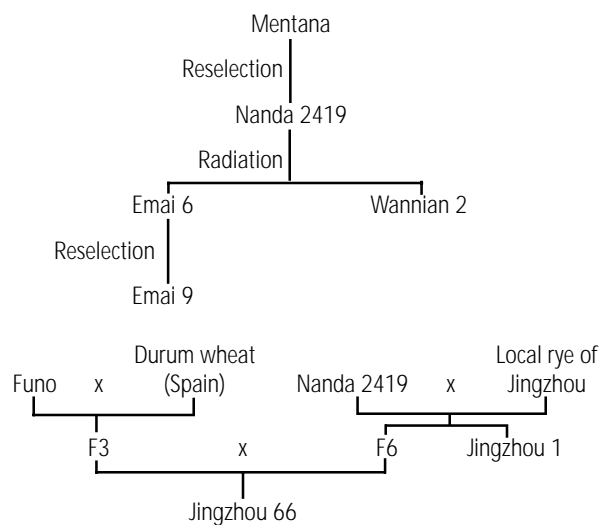 Mentana
Reselection
Nanda 2419
Radiation
Emai 6 Wannian 2
Reselection
Emai 9
Durum wheat Local rye of
Funo x (Spain) Nanda 2419 x Jingzhou
F3 x F6 Jingzhou 1
Jingzhou 66